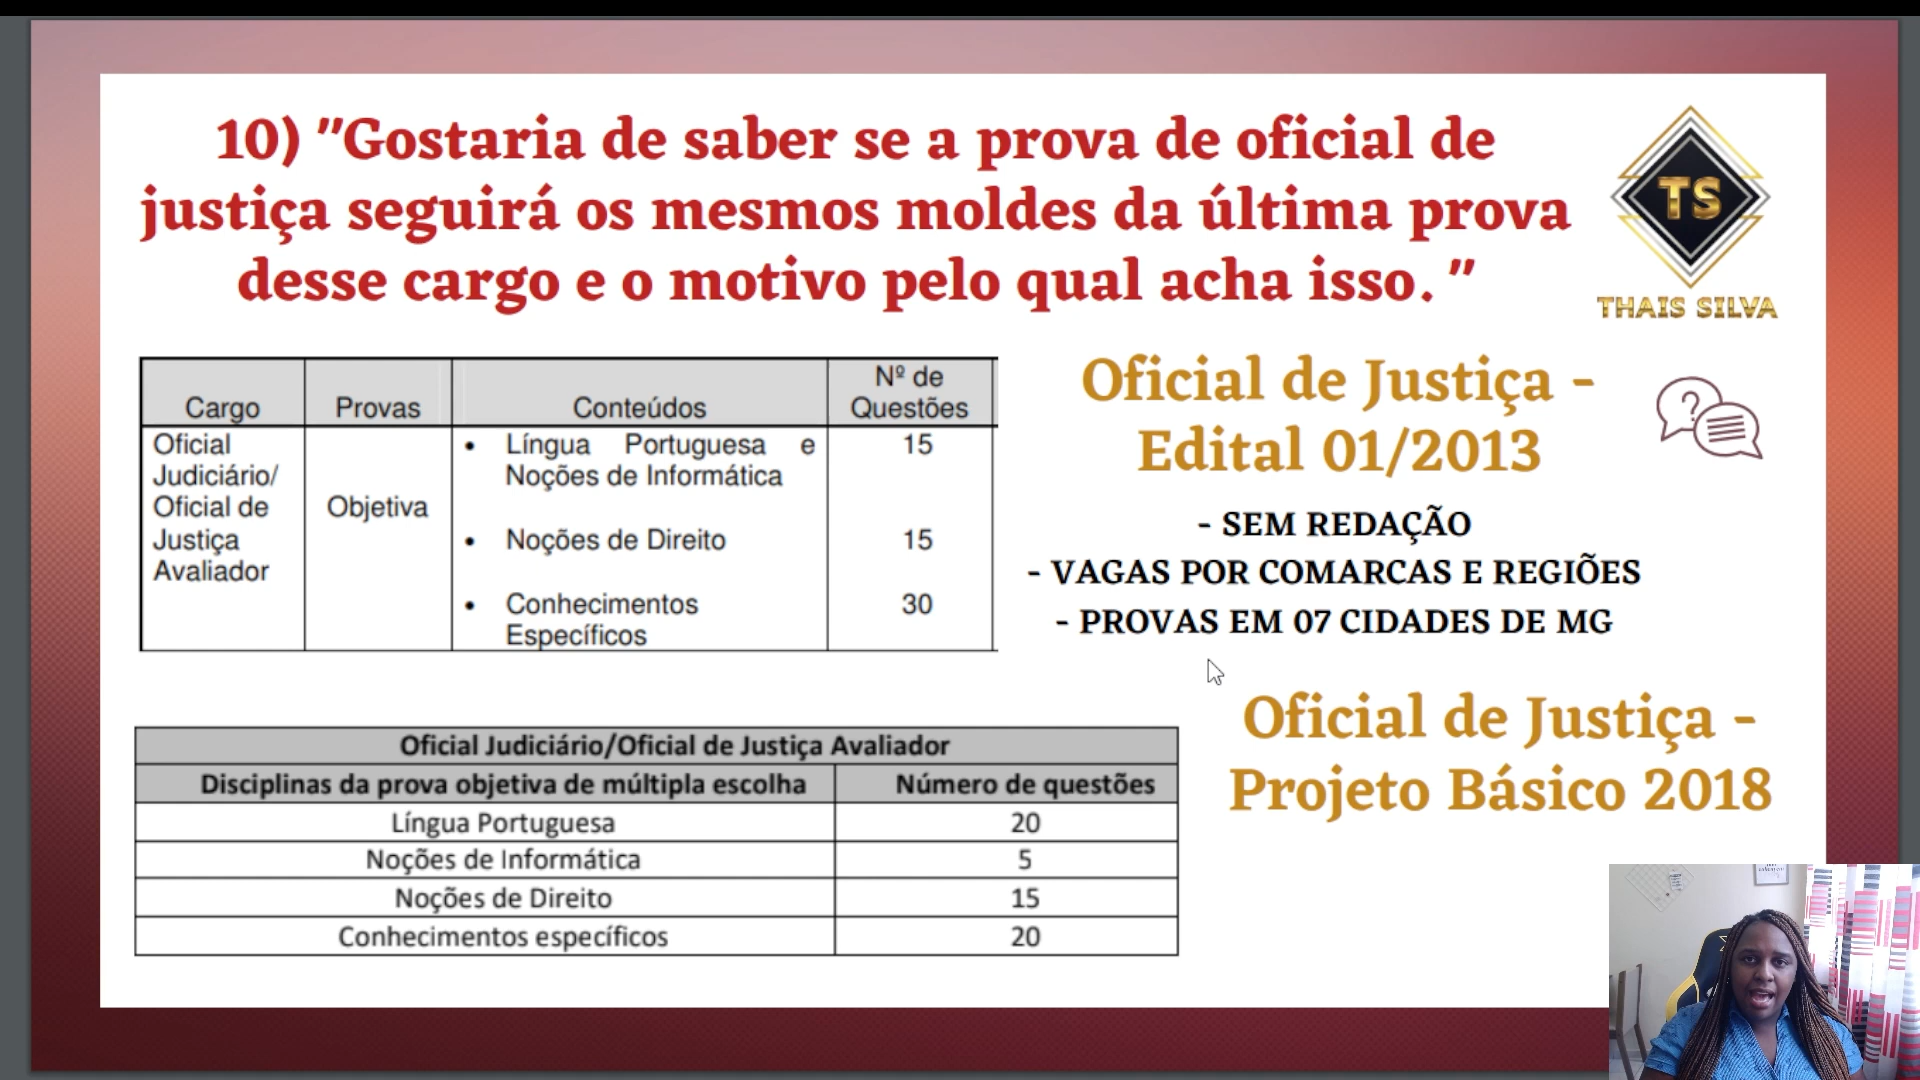 10) "Gostaria de saber se a prova de oficial de
justiça seguirá os mesmos moldes da última prova
desse cargo e o motivo pelo qual acha isso. "
TS
THAIS SILVA
Cargo
Provas
Conteúdos
Nº de
Questões
Oficial
Judiciário/
Oficial de
Justiça
Avaliador
Objetiva
• Língua Portuguesa e
Noções de Informática
15
• Noções de Direito
15
• Conhecimentos
Específicos
30
Oficial de Justiça -
Edital 01/2013
?
- SEM REDAÇÃO
- VAGAS POR COMARCAS E REGIÕES
- PROVAS EM 07 CIDADES DE MG
Oficial de Justiça -
Projeto Básico 2018
Oficial Judiciário/Oficial de Justiça Avaliador
Disciplinas da prova objetiva de múltipla escolha Número de questões
Língua Portuguesa 20
Noções de Informática 5
Noções de Direito 15
Conhecimentos específicos 20